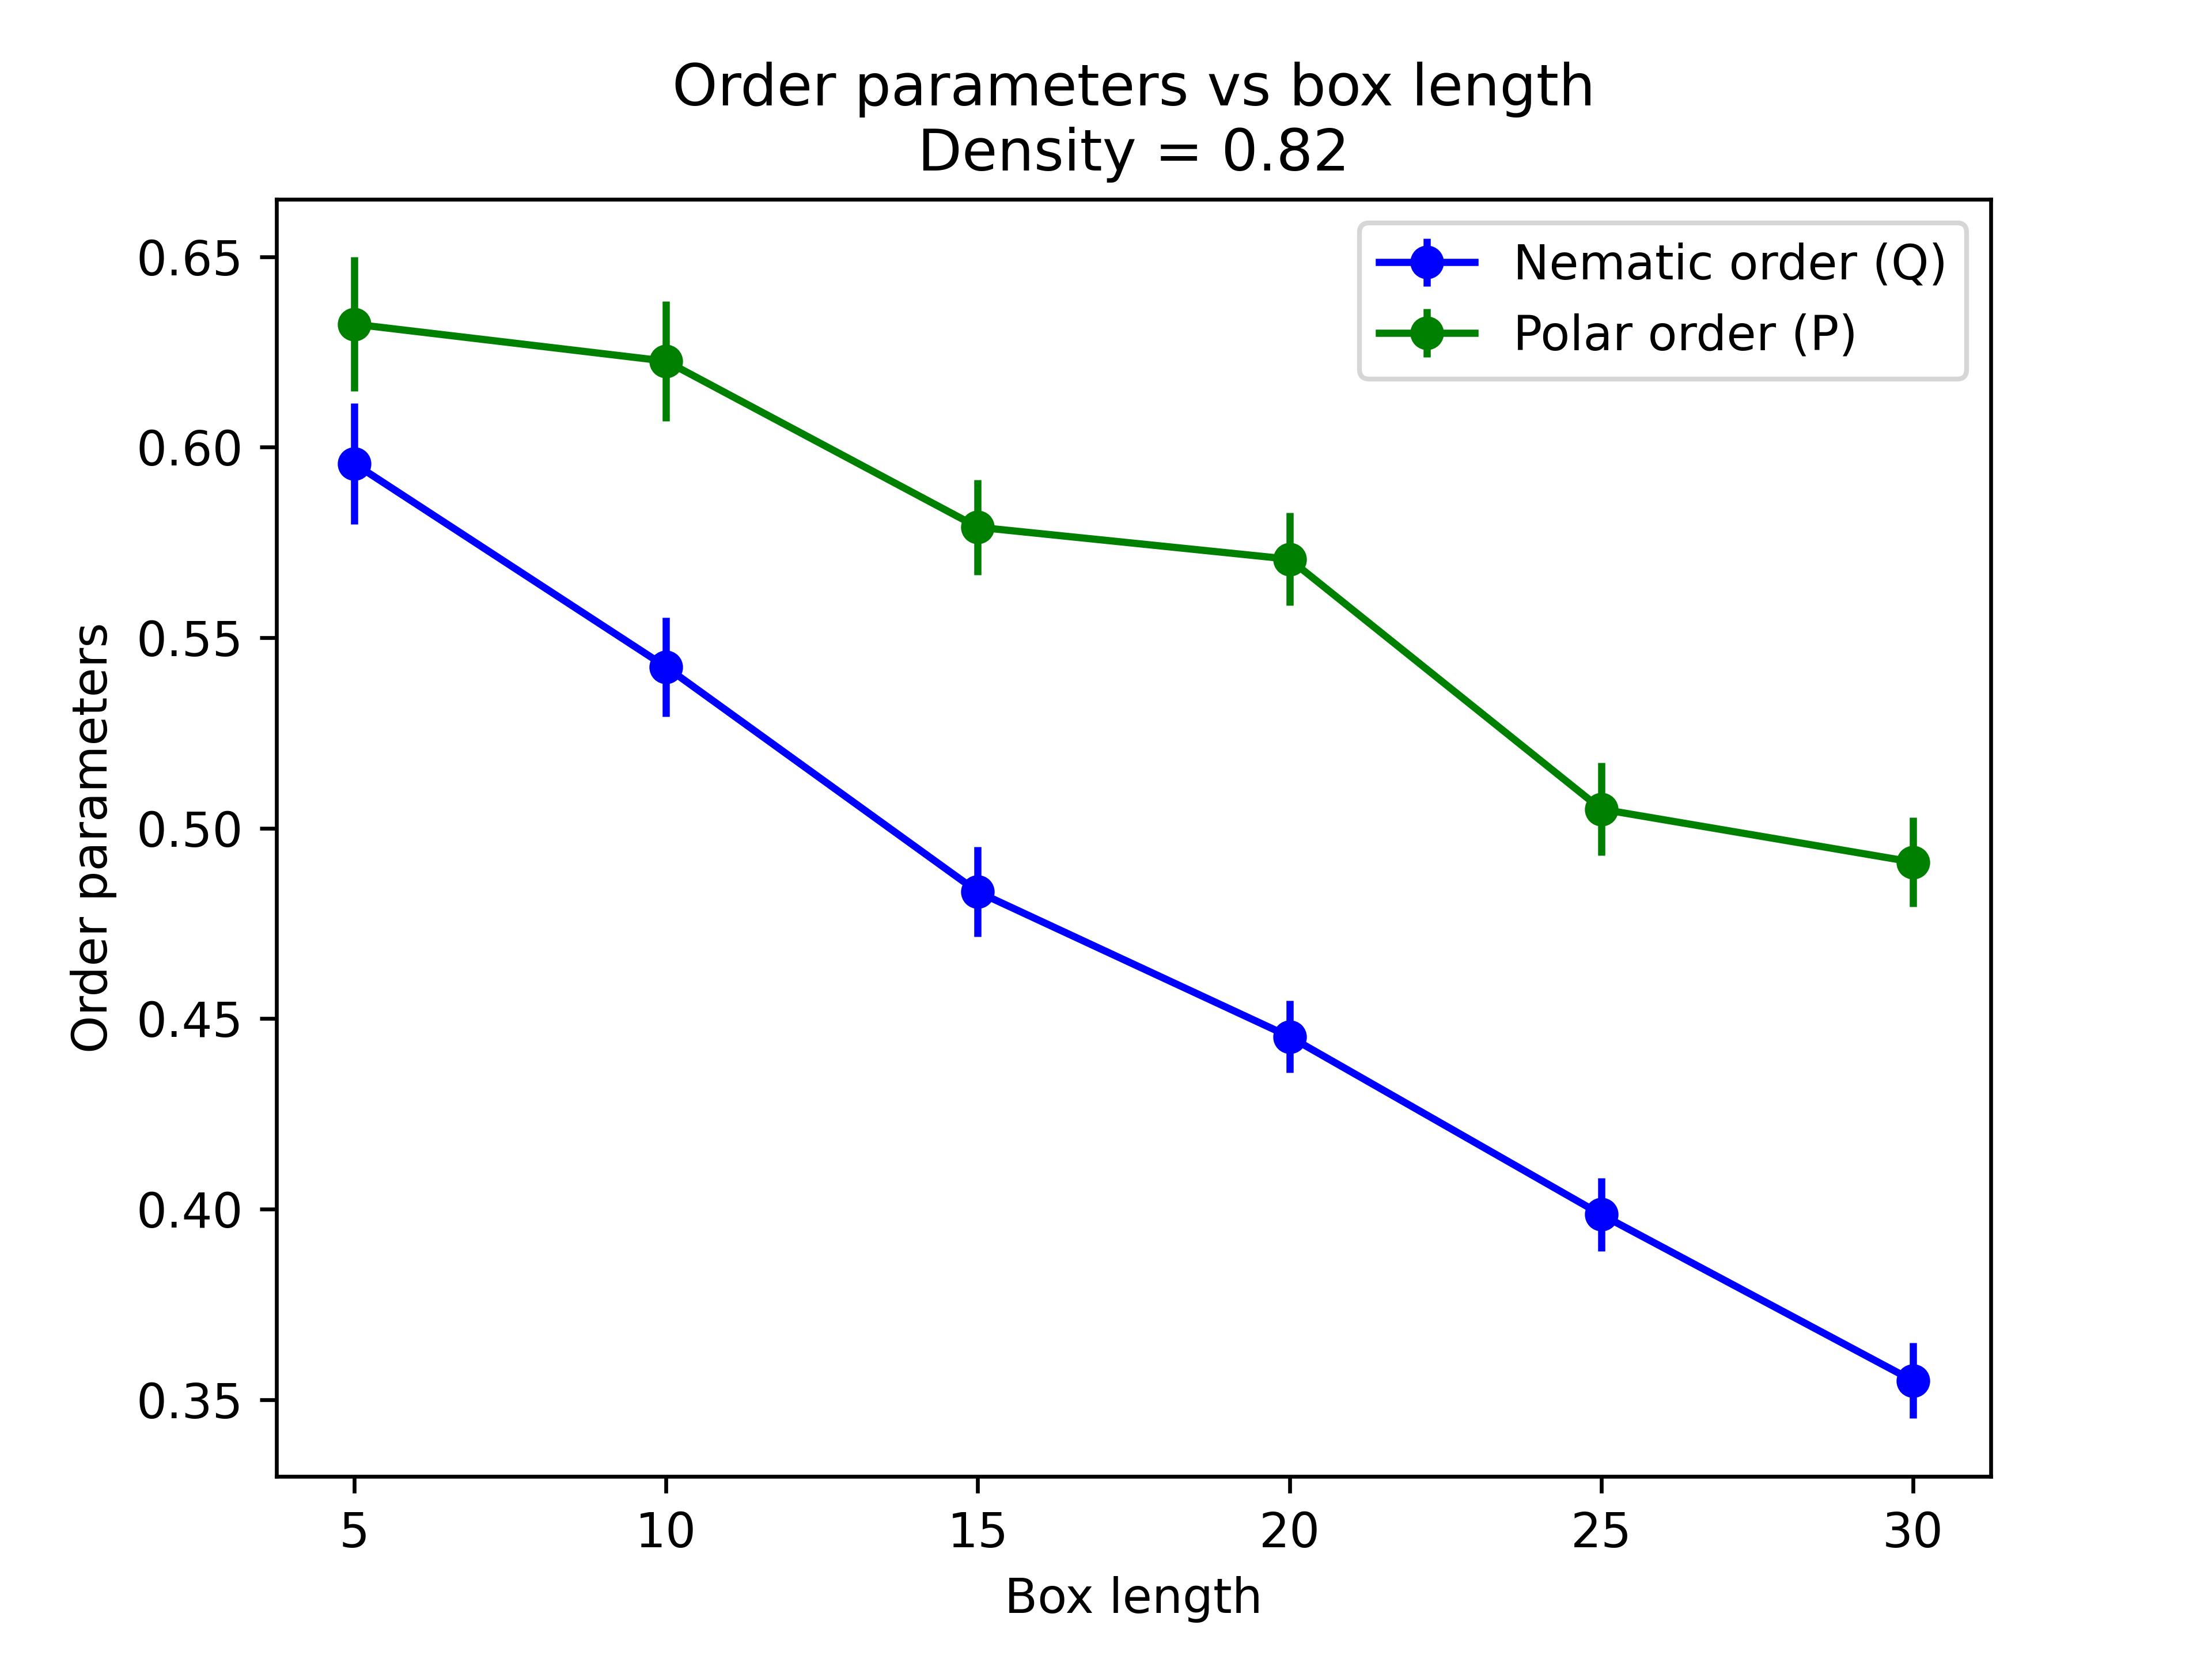 Order parameters vs box length
Density = 0.82
Nematic order (Q)
Polar order (P)
Order parameters
0.65
0.60
0.55
0.50
0.45
0.40
0.35
5 10 15 20 25 30
Box length